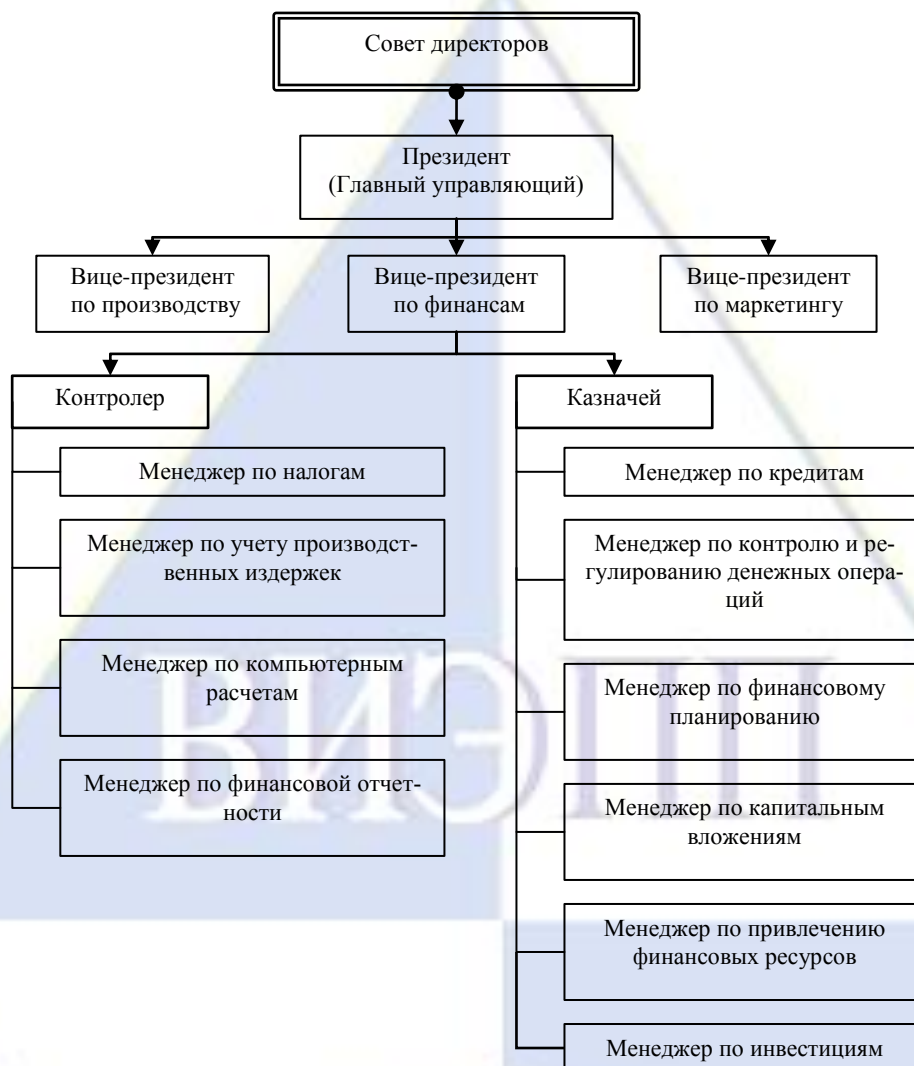 Совет директоров
Президент
(Главный управляющий)
Вице-президент
по производству
Вице-президент
по финансам
Вице-президент
по маркетингу
Контролер
Менеджер по налогам
Менеджер по учету производст-
венных издержек
Менеджер по компьютерным
расчетам
Менеджер по финансовой отчет-
ности
Казначей
Менеджер по кредитам
Менеджер по контролю и ре-
гулированию денежных опера-
ций
Менеджер по финансовому
планированию
Менеджер по капитальным
вложениям
Менеджер по привлечению
финансовых ресурсов
Менеджер по инвестициям
ВИЭПП